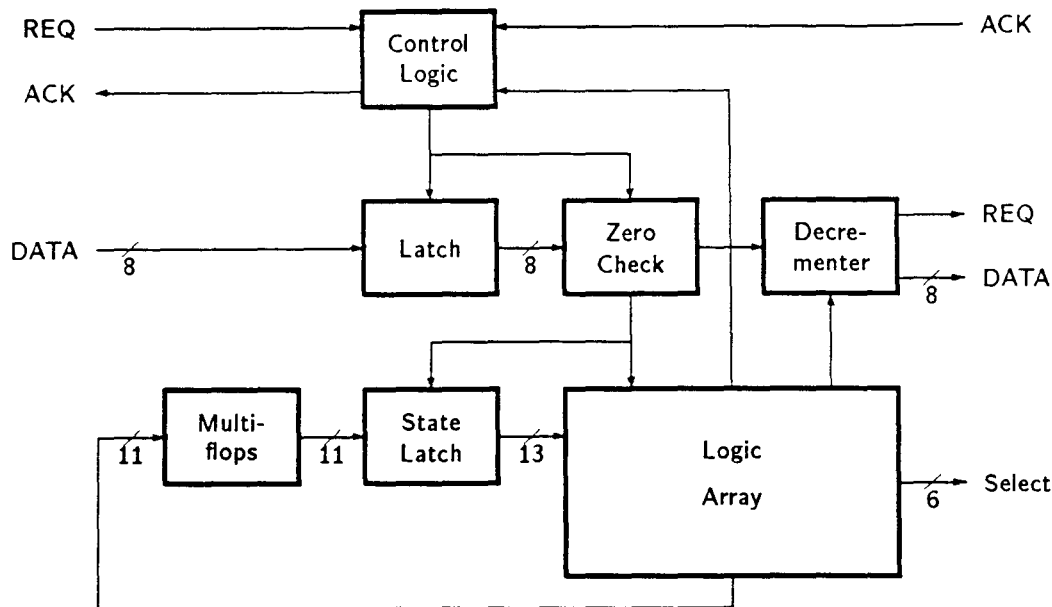 REQ
ACK
Control
Logic
ACK
DATA
8
Latch
8
Zero
Check
Decre-
menter
REQ
DATA
8
11
Multi-
flops
11
State
Latch
13
Logic
Array
Select
6